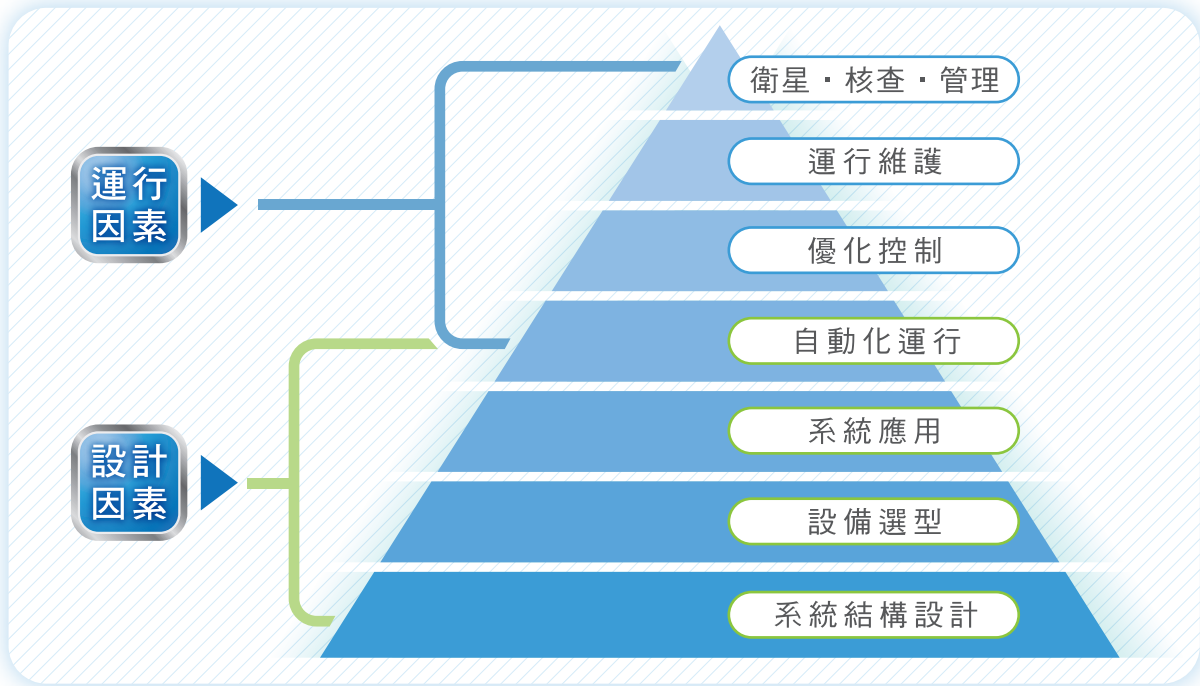 衛星・核查・管理
運行維護
優化控制
自動化運行
系統應用
設備選型
系統結構設計
運行
因素
設計
因素